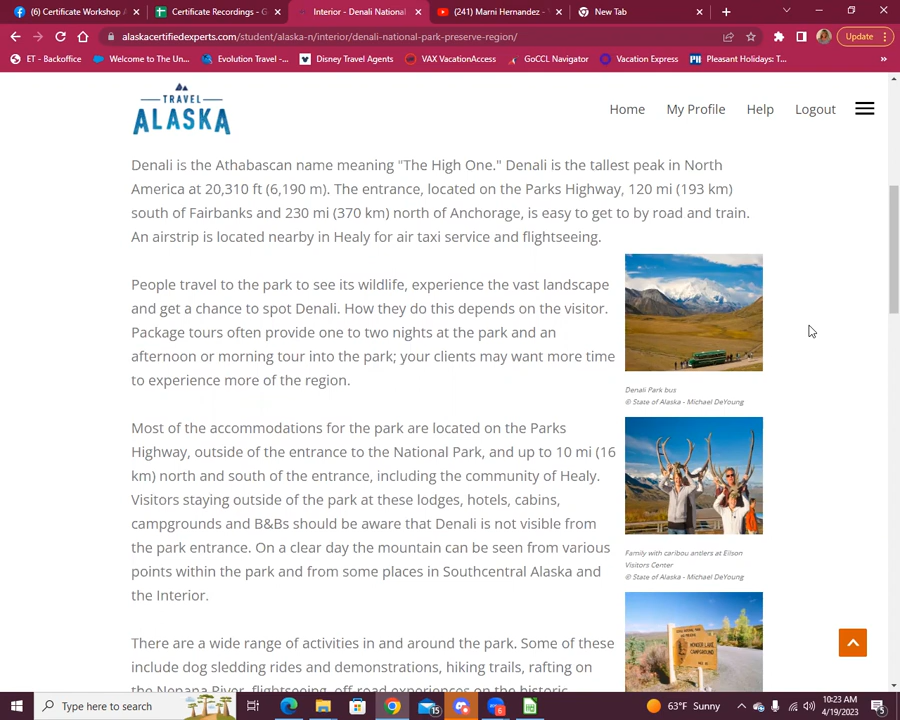 (6) Certificate Workshop A
Certificate Recordings - G
Interior - Denali National
(241) Marni Hernandez - Y
New Tab
alaskacertifiedexperts.com/student/alaska-n/interior/denali-national-park-preserve-region/
Update
ET - Backoffice
Welcome to The Un...
Evolution Travel -...
Disney Travel Agents
VAX VacationAccess
GoCCL Navigator
Vacation Express
Pleasant Holidays: T...
TRAVEL
ALASKA
Home
My Profile
Help
Logout
Denali is the Athabascan name meaning "The High One." Denali is the tallest peak in North
America at 20,310 ft (6,190 m). The entrance, located on the Parks Highway, 120 mi (193 km)
south of Fairbanks and 230 mi (370 km) north of Anchorage, is easy to get to by road and train.
An airstrip is located nearby in Healy for air taxi service and flightseeing.
People travel to the park to see its wildlife, experience the vast landscape
and get a chance to spot Denali. How they do this depends on the visitor.
Package tours often provide one to two nights at the park and an
afternoon or morning tour into the park; your clients may want more time
to experience more of the region.
Denali Park bus
© State of Alaska - Michael DeYoung
Most of the accommodations for the park are located on the Parks
Highway, outside of the entrance to the National Park, and up to 10 mi (16
km) north and south of the entrance, including the community of Healy.
Visitors staying outside of the park at these lodges, hotels, cabins,
campgrounds and B&Bs should be aware that Denali is not visible from
the park entrance. On a clear day the mountain can be seen from various
points within the park and from some places in Southcentral Alaska and
the Interior.
Family with caribou antlers at Eilson
Visitors Center
© State of Alaska - Michael DeYoung
There are a wide range of activities in and around the park. Some of these
include dog sledding rides and demonstrations, hiking trails, rafting on
the Nenana River, flightseeing, off-road experiences on the historic
WONDER LAKE
CAMPGROUND
Type here to search
15
6
63°F Sunny
10:23 AM
4/19/2023
5